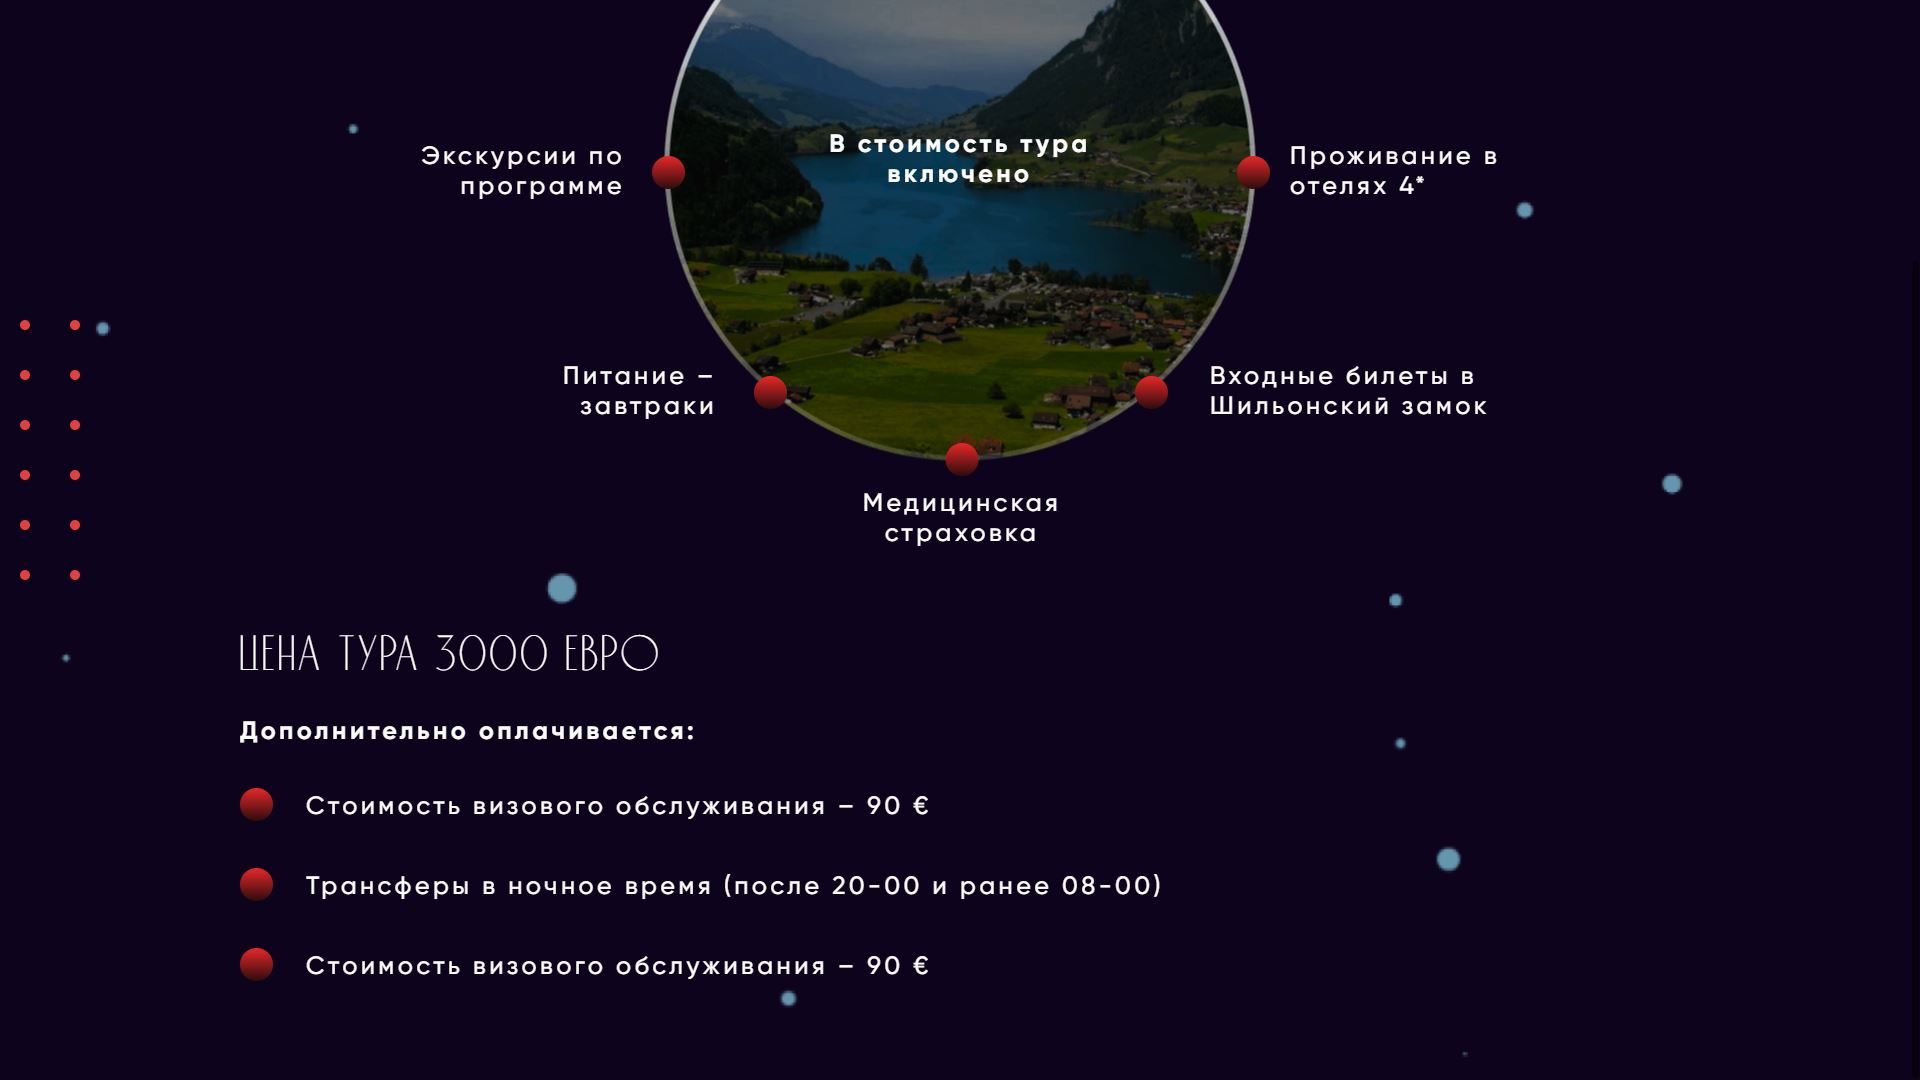 В стоимость тура
включено
Экскурсии по
программе
Проживание в
отелях 4*
Питание –
завтраки
Входные билеты в
Шильонский замок
Медицинская
страховка
ЦЕНА ТУРА 3000 ЕВРО
Дополнительно оплачивается:
Стоимость визового обслуживания – 90 €
Трансферы в ночное время (после 20-00 и ранее 08-00)
Стоимость визового обслуживания – 90 €